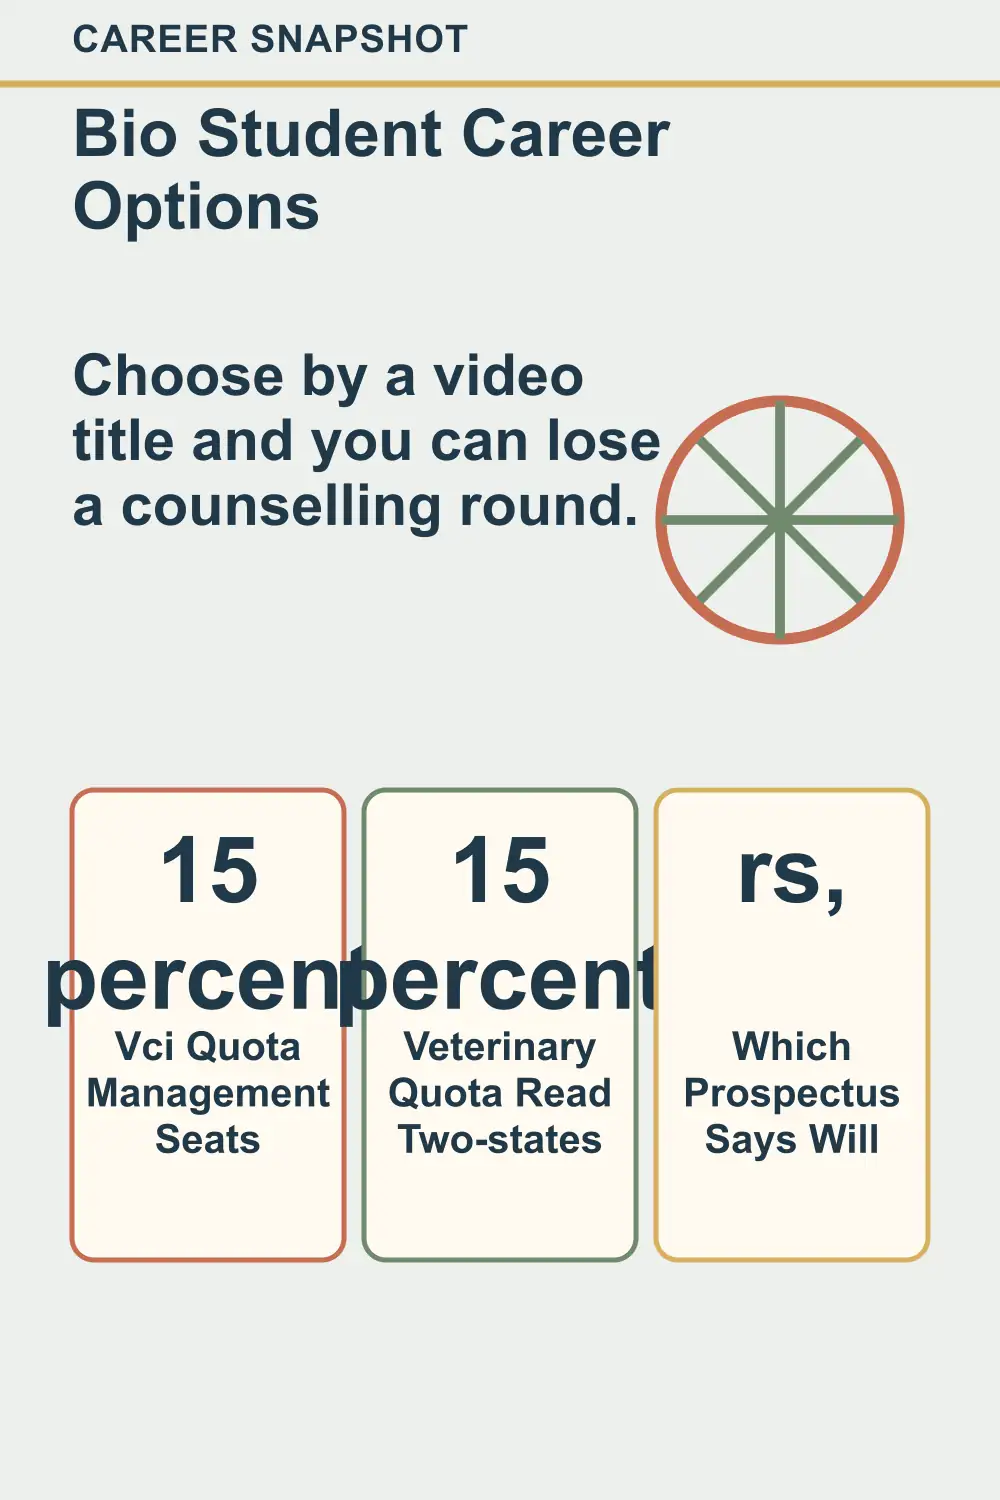 CAREER SNAPSHOT
Bio Student Career
Options
Choose by a video
title and you can lose
a counselling round.
15
percent
Vci Quota
Management
Seats
15
percent
Veterinary
Quota Read
Two-states
rs,
Which
Prospectus
Says Will